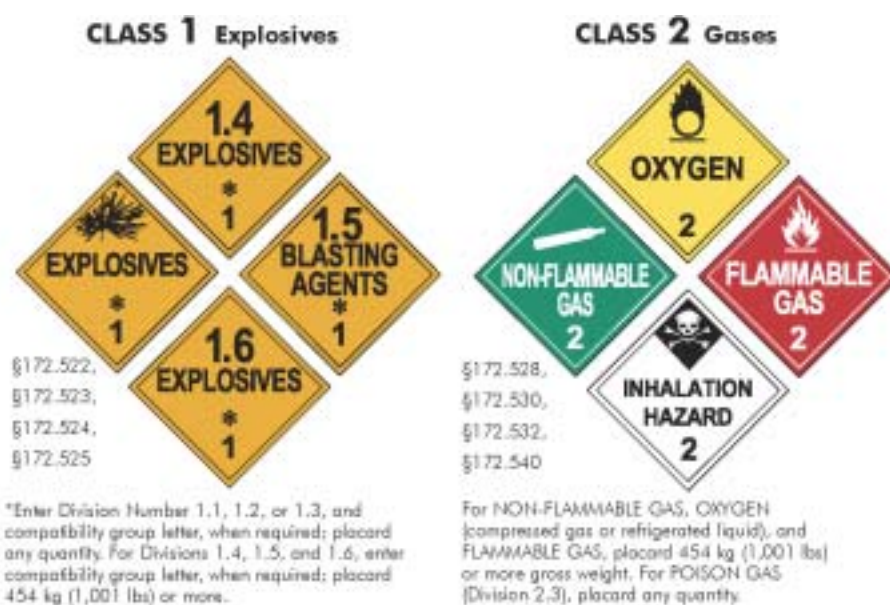 CLASS 1 Explosives
1.4
EXPLOSIVES
*
1
EXPLOSIVES
*
1
1.5
BLASTING
AGENTS
*
1
1.6
EXPLOSIVES
*
1
§172.522,
§172.523,
§172.524,
§172.525
*Enter Division Number 1.1, 1.2, or 1.3, and
compatibility group letter, when required; placard
any quantity. For Divisions 1.4, 1.5, and 1.6, enter
compatibility group letter, when required; placard
454 kg (1,001 lbs) or more.
CLASS 2 Gases
OXYGEN
2
NON-FLAMMABLE
GAS
2
FLAMMABLE
GAS
2
INHALATION
HAZARD
2
§172.528,
§172.530,
§172.532,
§172.540
For NON-FLAMMABLE GAS, OXYGEN
(compressed gas or refrigerated liquid), and
FLAMMABLE GAS, placard 454 kg (1,001 lbs)
or more gross weight. For POISON GAS
(Division 2.3), placard any quantity.